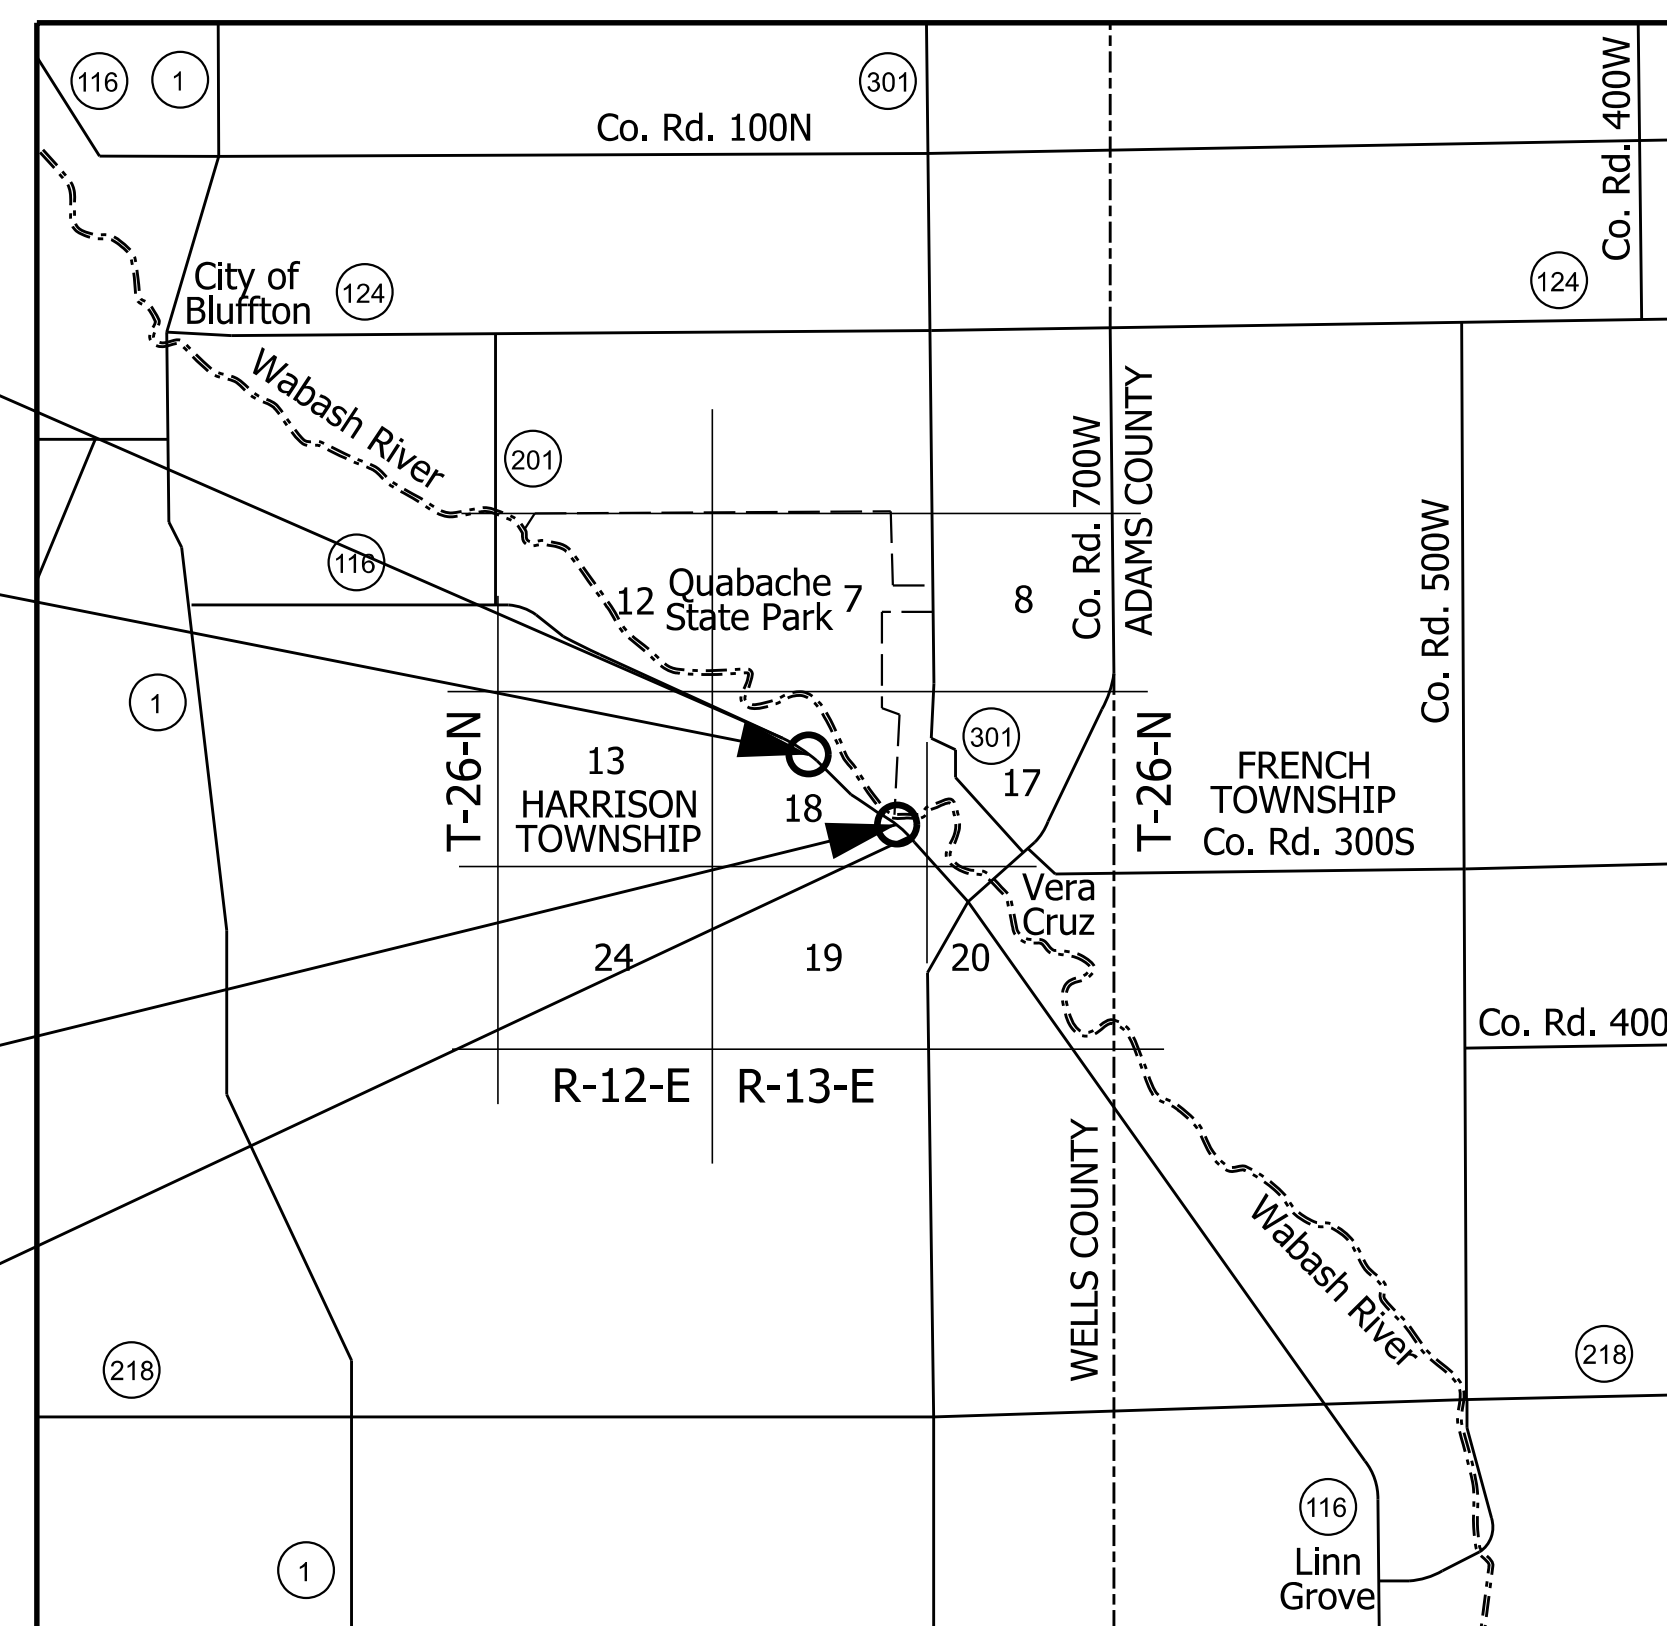 116
1
301
Co. Rd. 400W
Co. Rd. 100N
City of
Bluffton
124
124
Wabash River
201
Co. Rd. 700W
ADAMS COUNTY
Co. Rd. 500W
116
12
Quabache
State Park
7
8
1
T-26-N
13
HARRISON
TOWNSHIP
18
301
17
T-26-N
FRENCH
TOWNSHIP
Co. Rd. 300S
Vera
Cruz
24
19
20
Co. Rd. 400
R-12-E
R-13-E
WELLS COUNTY
Wabash River
218
218
116
Linn
Grove
1